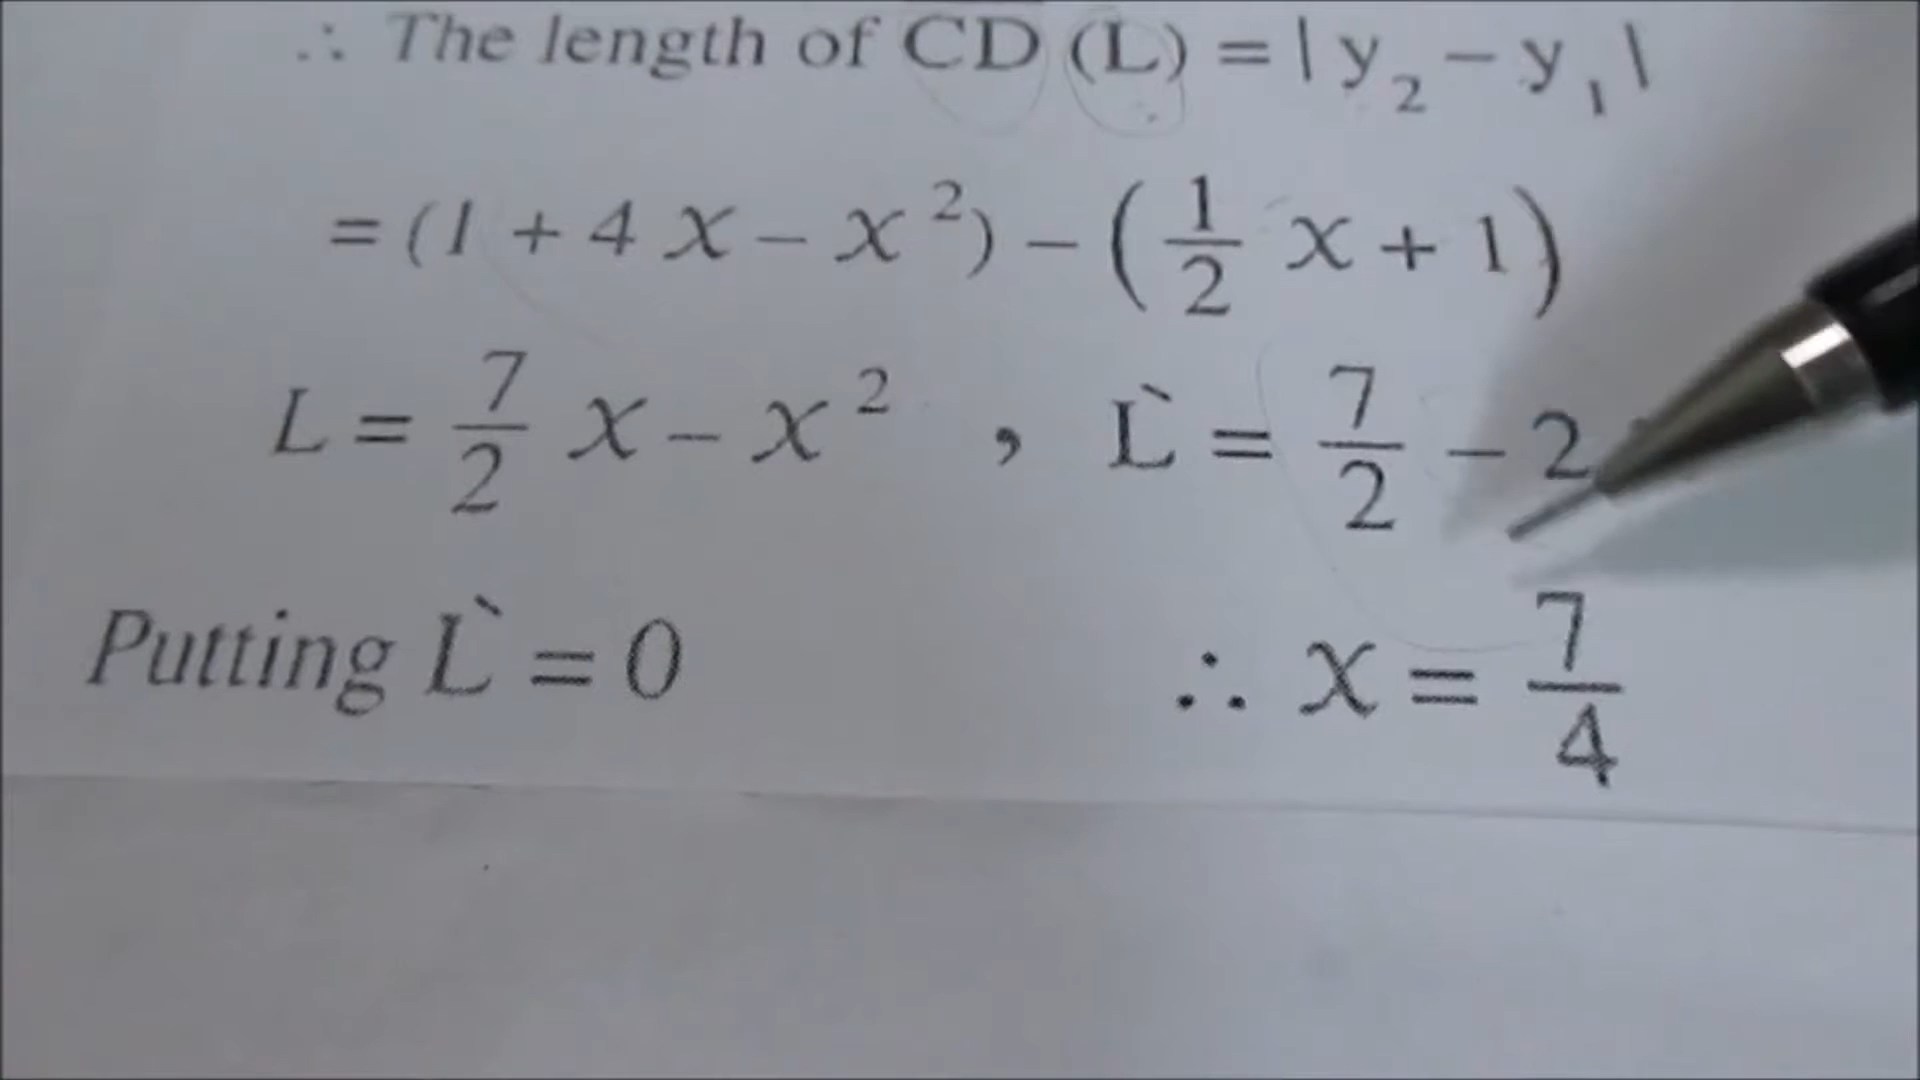 ∴ The length of CD (L) = | y₂ – y₁ |
= (1 + 4 x – x²) – (1/2 x + 1)
L = 7/2 x – x² , L` = 7/2 – 2
Putting L` = 0 ∴ x = 7/4